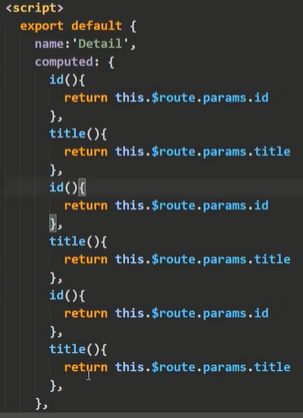 <script>
export default {
name:'Detail',
computed: {
id(){
return this.$route.params.id
},
title(){
return this.$route.params.title
},
id(){
return this.$route.params.id
},
title(){
return this.$route.params.title
},
id(){
return this.$route.params.id
},
title(){
return this.$route.params.title
},
},